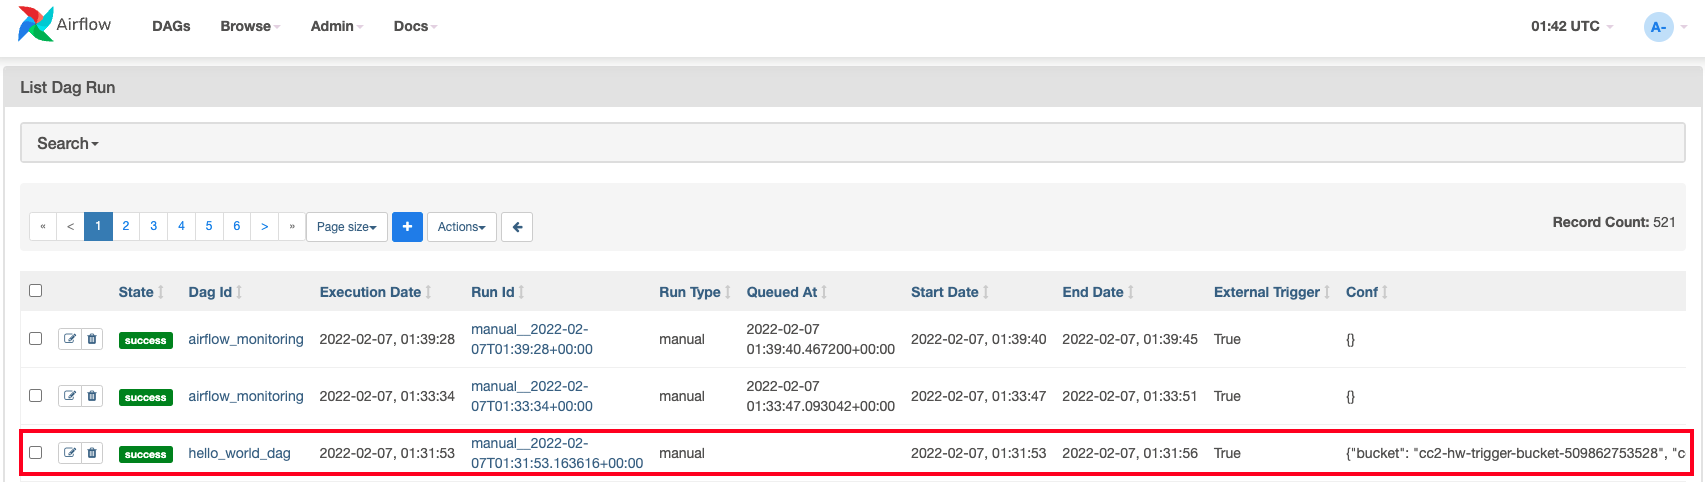 Airflow DAGs Browse Admin Docs 01:42 UTC A-
List Dag Run
Search
« < 1 2 3 4 5 6 > » Page size + Actions Record Count: 521
State Dag Id Execution Date Run Id Run Type Queued At Start Date End Date External Trigger Conf
success airflow_monitoring 2022-02-07, 01:39:28 manual__2022-02-07T01:39:28+00:00 manual 2022-02-07 01:39:40.467200+00:00 2022-02-07, 01:39:40 2022-02-07, 01:39:45 True {}
success airflow_monitoring 2022-02-07, 01:33:34 manual__2022-02-07T01:33:34+00:00 manual 2022-02-07 01:33:47.093042+00:00 2022-02-07, 01:33:47 2022-02-07, 01:33:51 True {}
success hello_world_dag 2022-02-07, 01:31:53 manual__2022-02-07T01:31:53.163616+00:00 manual 2022-02-07, 01:31:53 2022-02-07, 01:31:56 True {"bucket": "cc2-hw-trigger-bucket-509862753528", "c